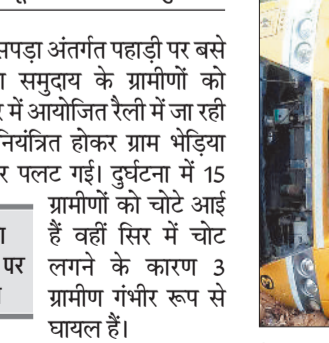 सपड़ा अंतर्गत पहाड़ी पर बसे
समुदाय के ग्रामीणों को
में आयोजित रैली में जा रही
नियंत्रित होकर ग्राम भेड़िया
पलट गई। दुर्घटना में 15
ग्रामीणों को चोटे आई
हैं वहीं सिर में चोट
लगने के कारण 3
ग्रामीण गंभीर रूप से
घायल हैं।
पर